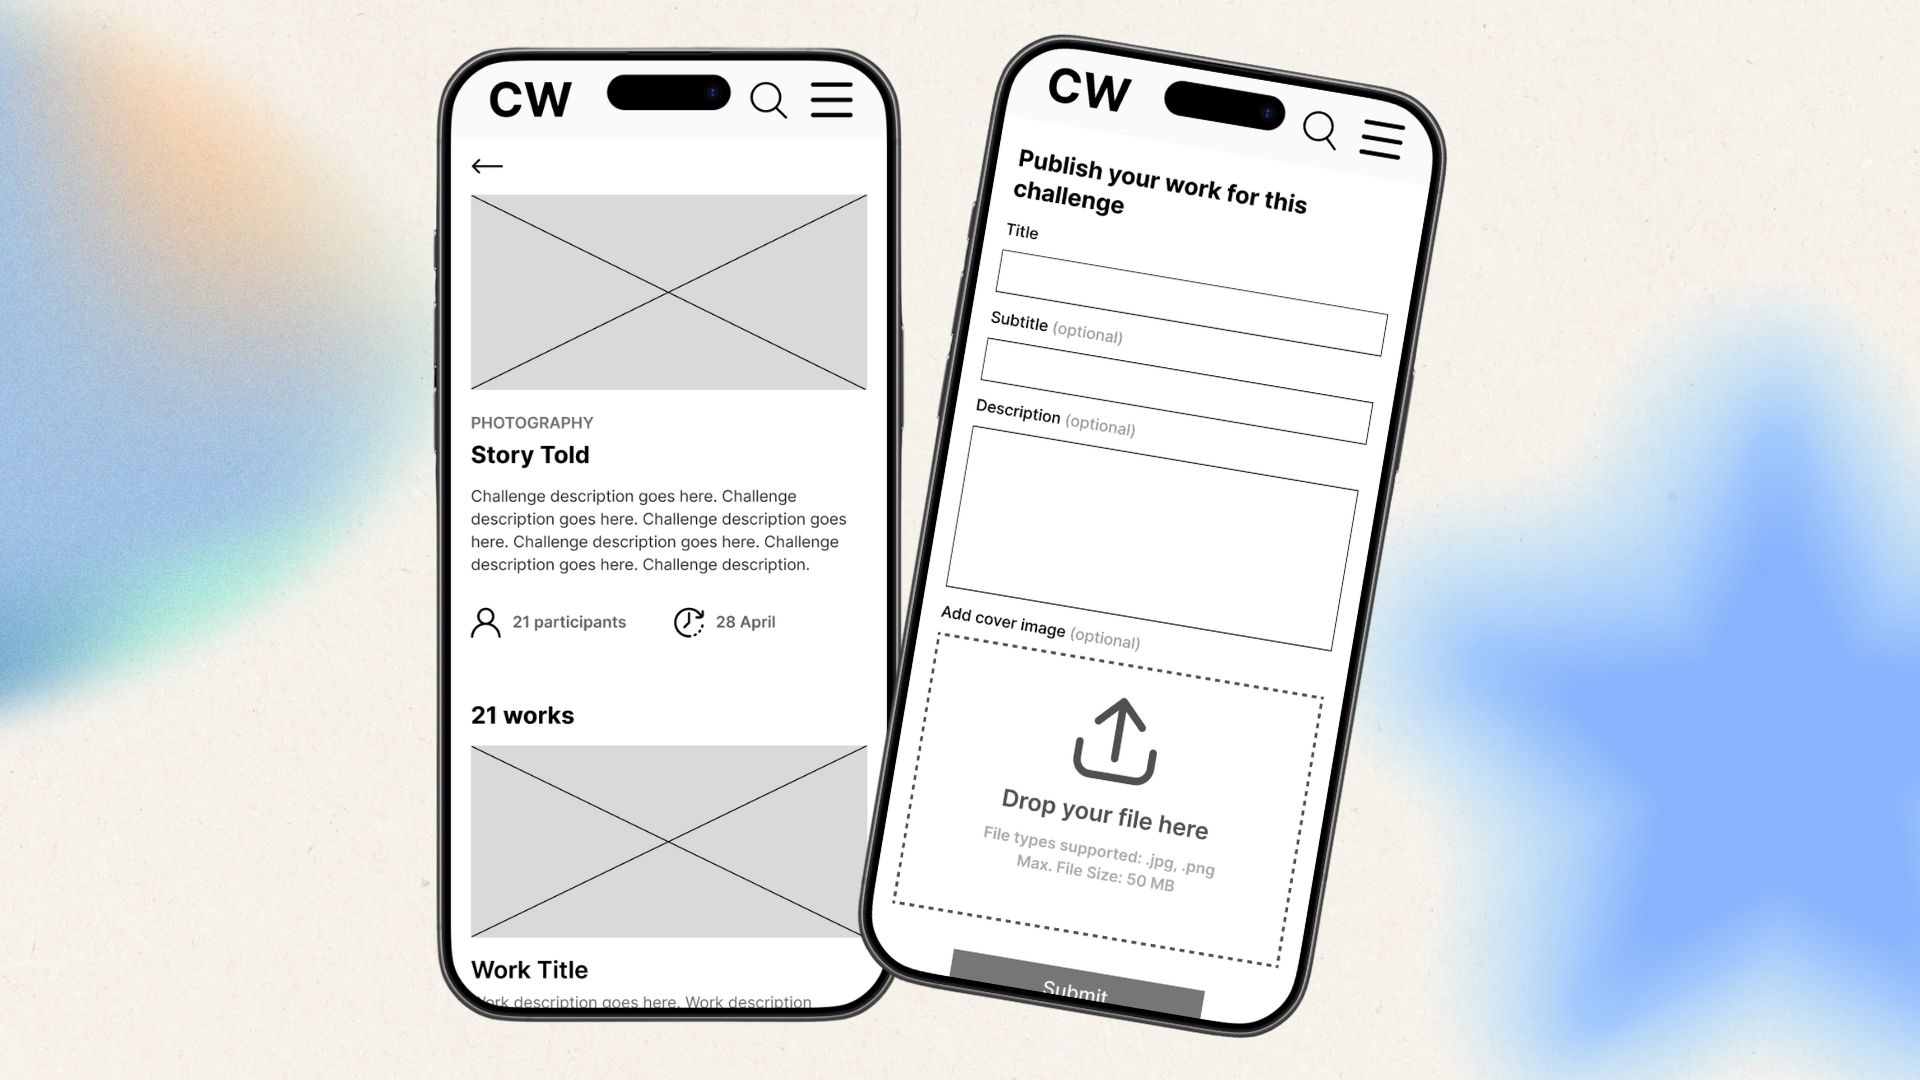 CW
PHOTOGRAPHY
Story Told
Challenge description goes here. Challenge
description goes here. Challenge description goes
here. Challenge description goes here. Challenge
description goes here. Challenge description.
21 participants
28 April
21 works
Work Title
Work description goes here. Work description
CW
Publish your work for this
challenge
Title
Subtitle (optional)
Description (optional)
Add cover image (optional)
Drop your file here
File types supported: .jpg, .png
Max. File Size: 50 MB
Submit